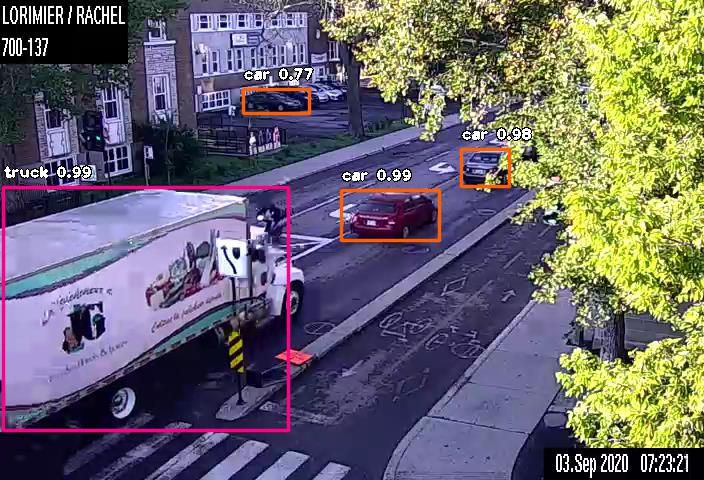 LORIMIER / RACHEL
700-137
car 0.77
car 0.98
truck 0.99
car 0.99
03.Sep 2020 07:23:21